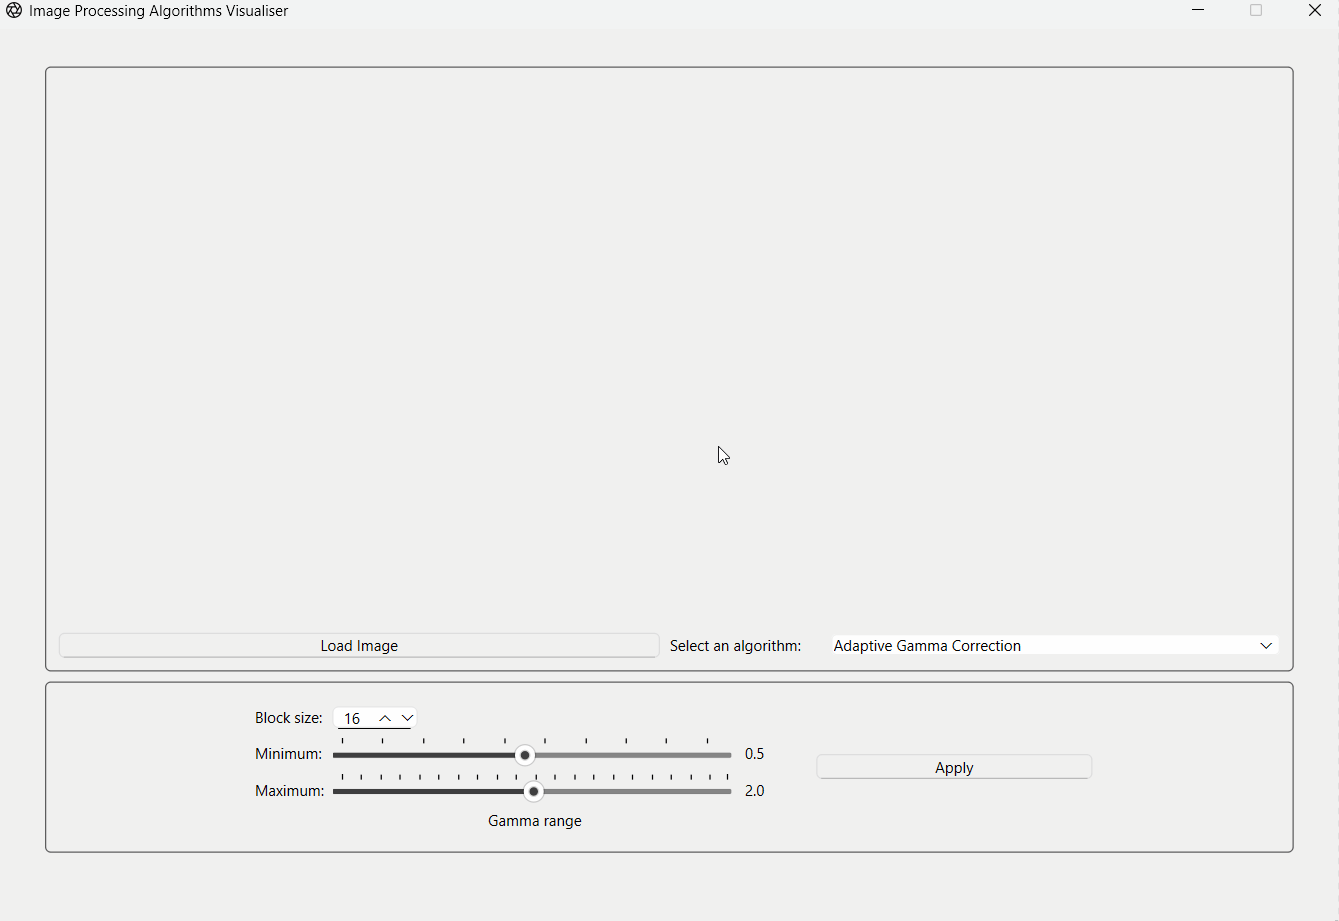 Image Processing Algorithms Visualiser
Load Image
Select an algorithm:
Adaptive Gamma Correction
Block size: 16
Minimum: 0.5
Apply
Maximum: 2.0
Gamma range